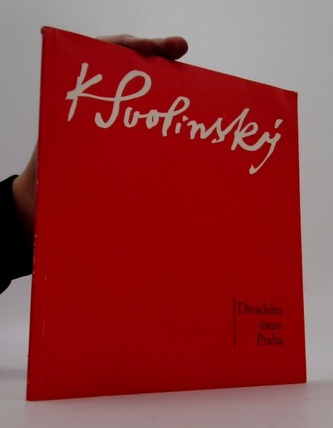 K Svolinský
Divadelní
ústav
Praha